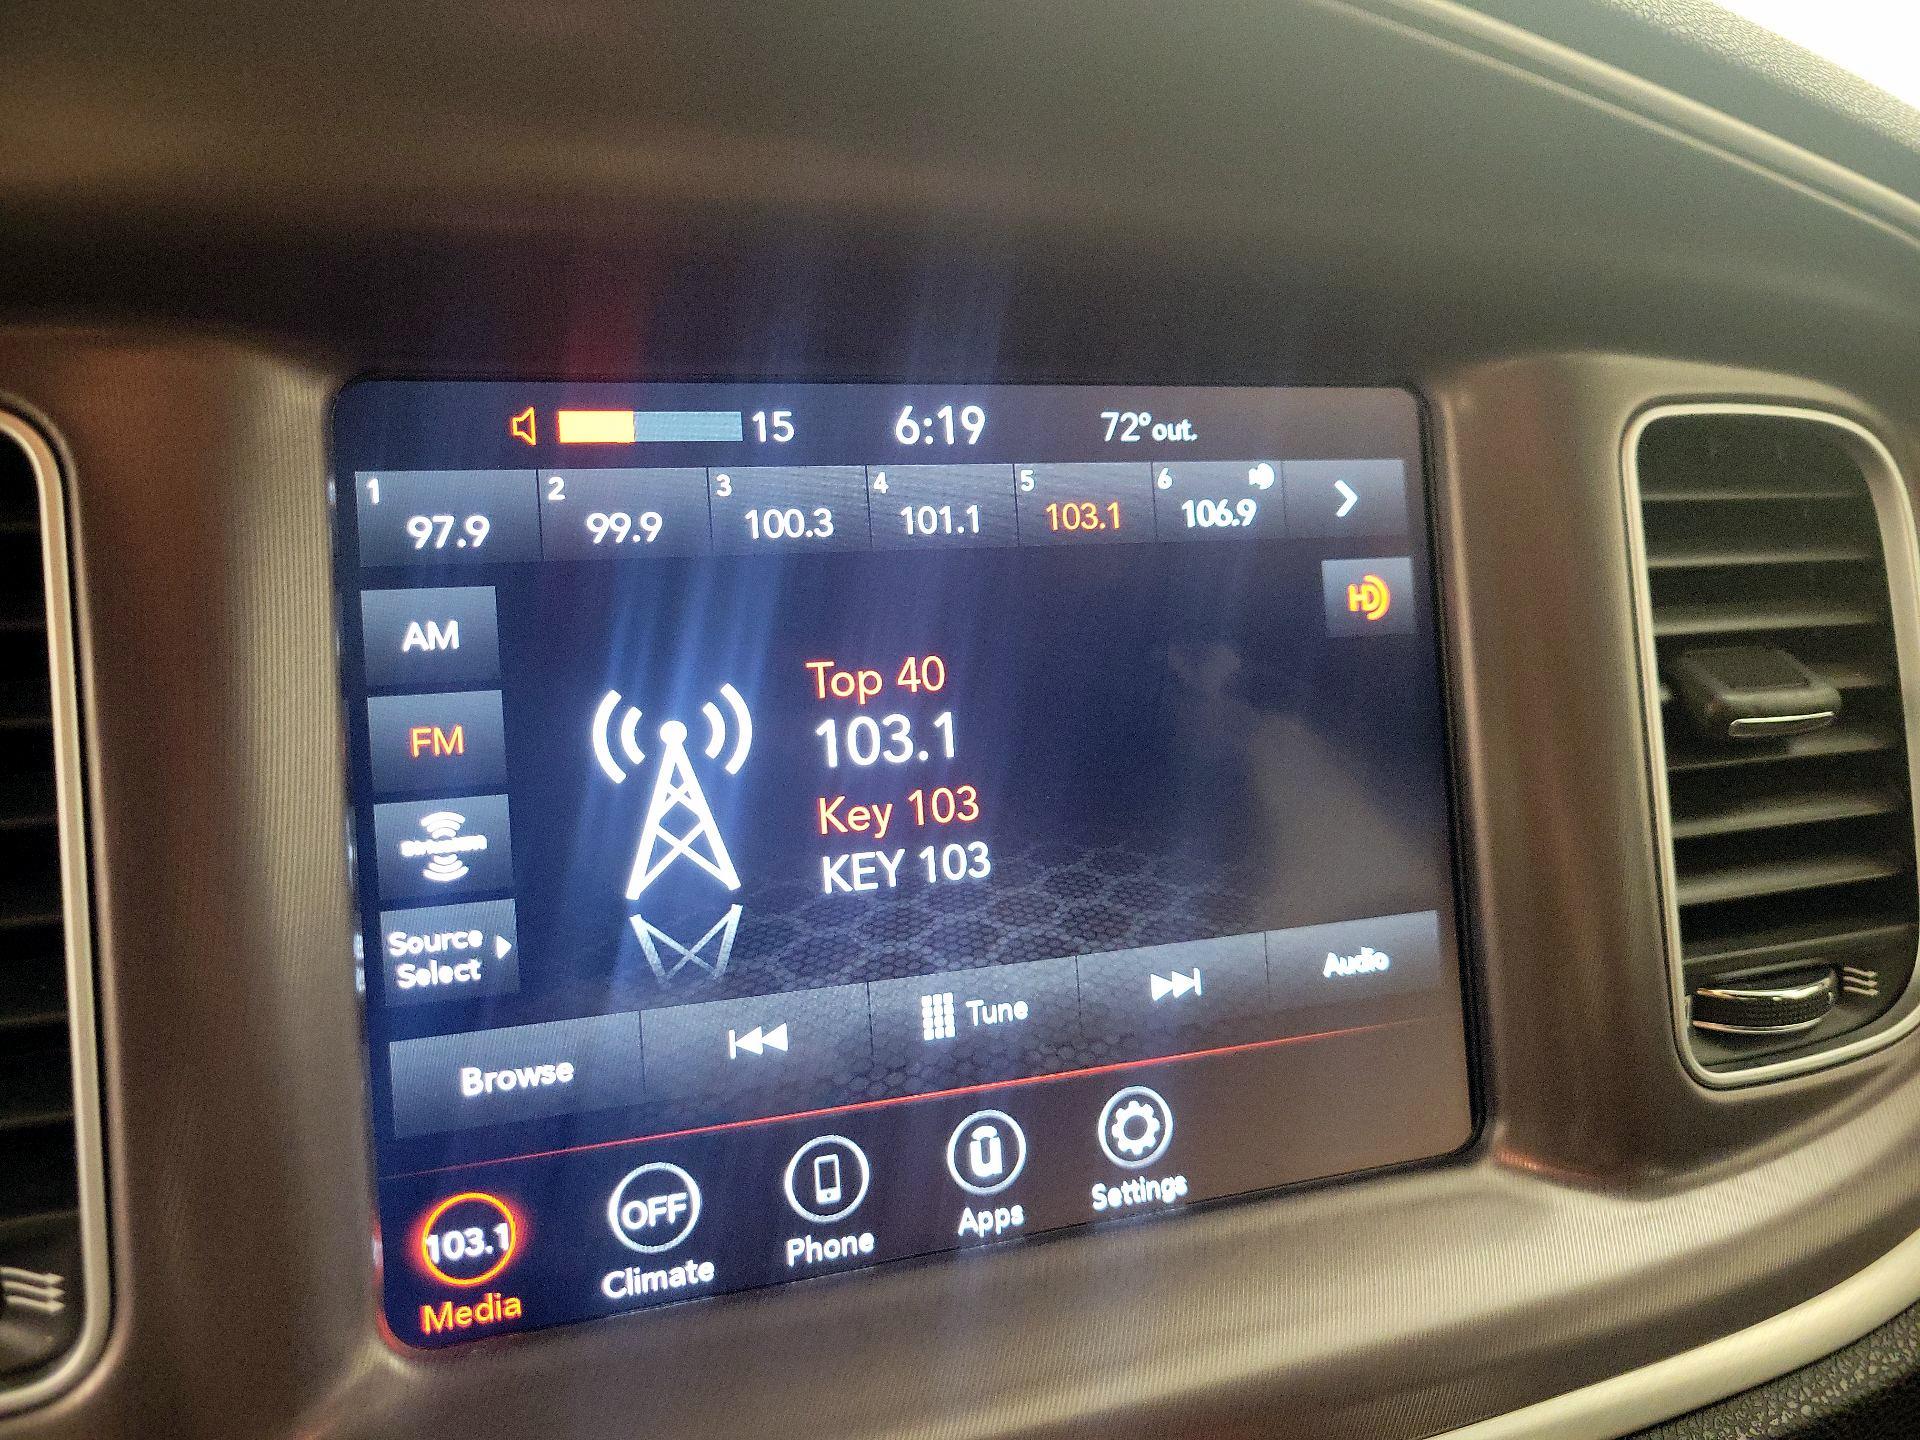 15 6:19 72°out.
1 2 3 4 5 6
97.9 99.9 100.3 101.1 103.1 106.9
HD
AM
FM
Source
Select
Top 40
103.1
Key 103
KEY 103
Browse Tune Audio
103.1 OFF
Media Climate Phone Apps Settings